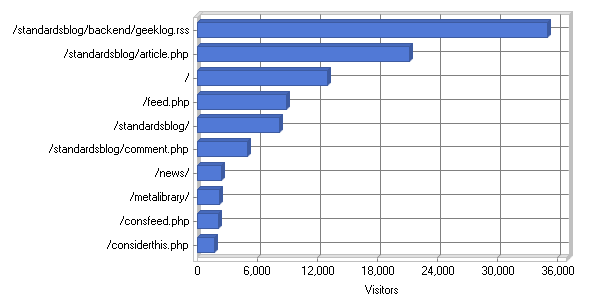 /standardsblog/backend/geeklog.rss
/standardsblog/article.php
/
/feed.php
/standardsblog/
/standardsblog/comment.php
/news/
/metalibrary/
/consfeed.php
/considerthis.php
0 6,000 12,000 18,000 24,000 30,000 36,000
Visitors